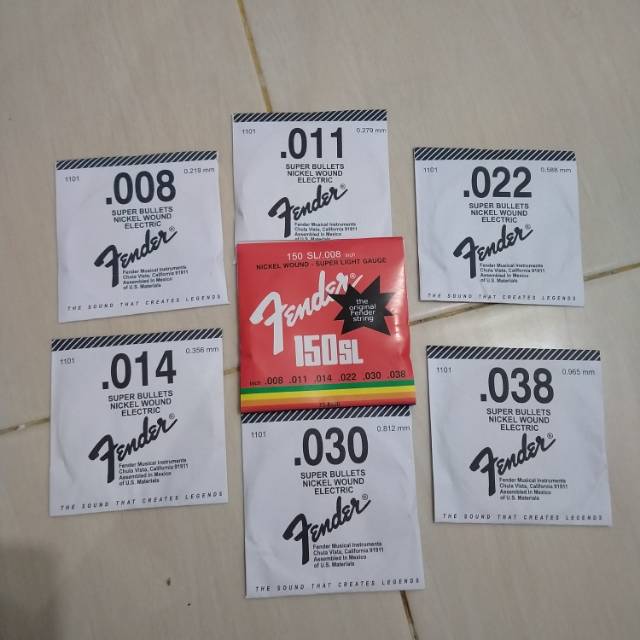 1101 0.219 mm
.008
SUPER BULLETS
NICKEL WOUND
ELECTRIC
Fender®
Fender Musical Instruments
Chula Vista, California 91911
Assembled in Mexico
of U.S. Materials
THE SOUND THAT CREATES LEGENDS
1101 0.279 mm
.011
SUPER BULLETS
NICKEL WOUND
ELECTRIC
Fender®
Fender Musical Instruments
Chula Vista, California 91911
Assembled in Mexico
of U.S. Materials
1101 0.588 mm
.022
SUPER BULLETS
NICKEL WOUND
ELECTRIC
Fender®
Fender Musical Instruments
Chula Vista, California 91911
Assembled in Mexico
of U.S. Materials
THE SOUND THAT CREATES LEGENDS
150 SL/.008 inch
NICKEL WOUND - SUPER LIGHT GAUGE
Fender®
the
original
Fender
string
150SL
inch .008 .011 .014 .022 .030 .038
1101 0.356 mm
.014
SUPER BULLETS
NICKEL WOUND
ELECTRIC
Fender®
Fender Musical Instruments
Chula Vista, California 91911
Assembled in Mexico
of U.S. Materials
THE SOUND THAT CREATES LEGENDS
1101 0.812 mm
.030
SUPER BULLETS
NICKEL WOUND
ELECTRIC
Fender®
Fender Musical Instruments
Chula Vista, California 91911
Assembled in Mexico
of U.S. Materials
THE SOUND THAT CREATES LEGENDS
1101 0.965 mm
.038
SUPER BULLETS
NICKEL WOUND
ELECTRIC
Fender®
Fender Musical Instruments
Chula Vista, California 91911
Assembled in Mexico
of U.S. Materials
THE SOUND THAT CREATES LEGENDS